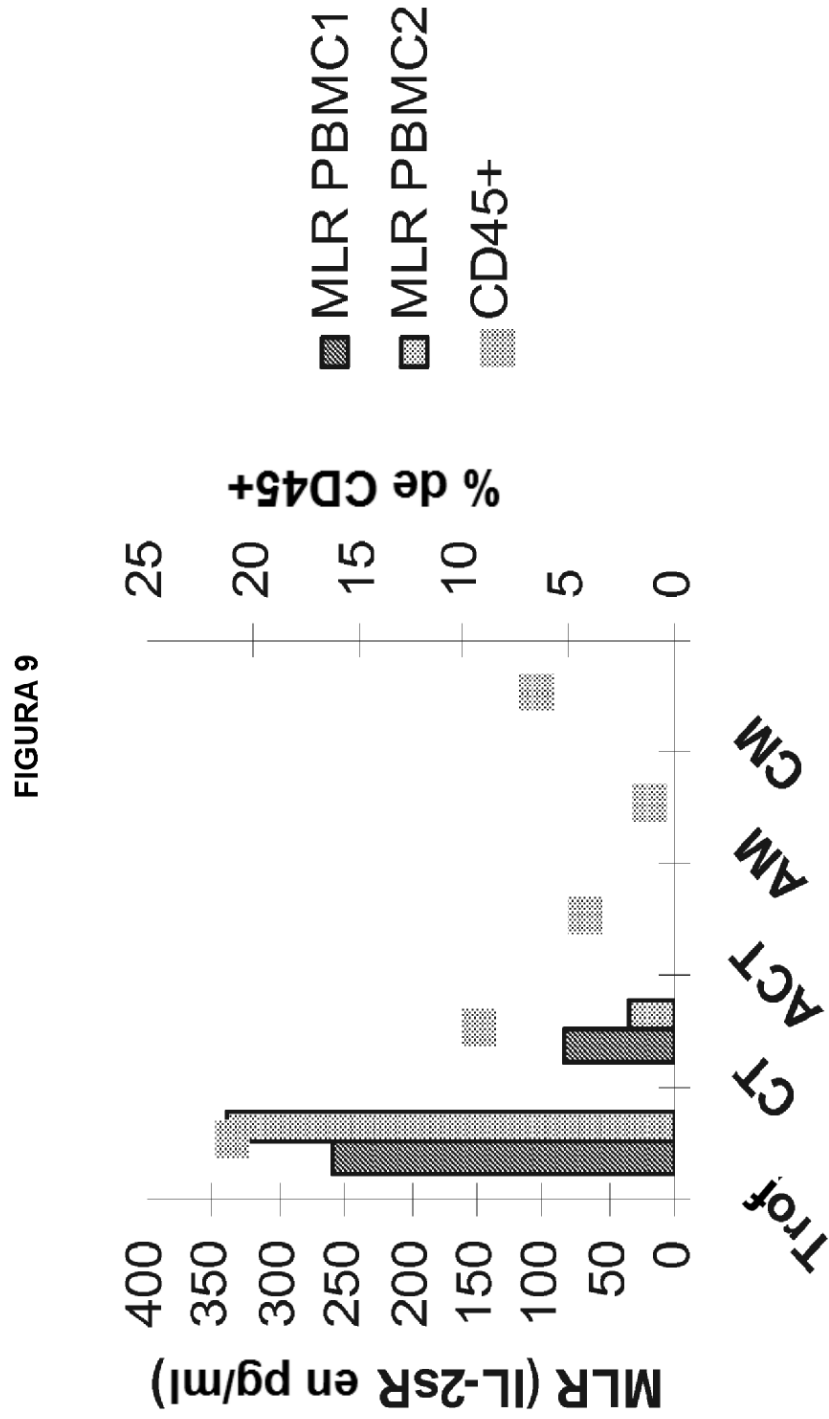 FIGURA 9
MLR (IL-2sR en pg/ml)
400
350
300
250
200
150
100
50
0
Trof
CT
ACT
AM
CM
25
20
15
10
5
0
% de CD45+
MLR PBMC1
MLR PBMC2
CD45+